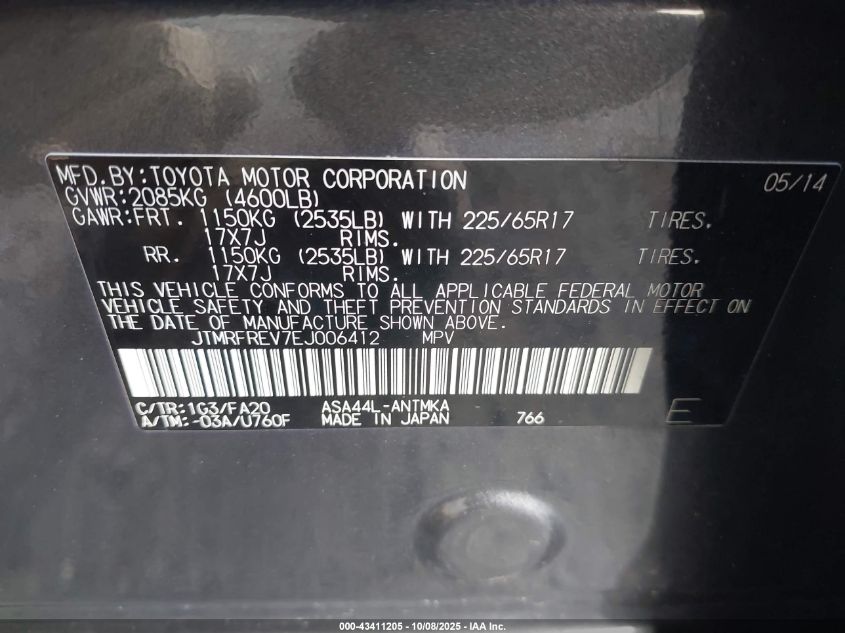 MFD.BY:TOYOTA MOTOR CORPORATION 05/14
GVWR:2085KG (4600LB)
GAWR:FRT. 1150KG (2535LB) WITH 225/65R17 TIRES.
17X7J RIMS.
RR. 1150KG (2535LB) WITH 225/65R17 TIRES.
17X7J RIMS.
THIS VEHICLE CONFORMS TO ALL APPLICABLE FEDERAL MOTOR
VEHICLE SAFETY AND THEFT PREVENTION STANDARDS IN EFFECT ON
THE DATE OF MANUFACTURE SHOWN ABOVE.
JTMRFREV7EJ006412 MPV
C/TR:1G3/FA20 ASA44L-ANTMKA
A/TM:-03A/U760F MADE IN JAPAN 766 E
000-43411205 - 10/08/2025 - IAA Inc.